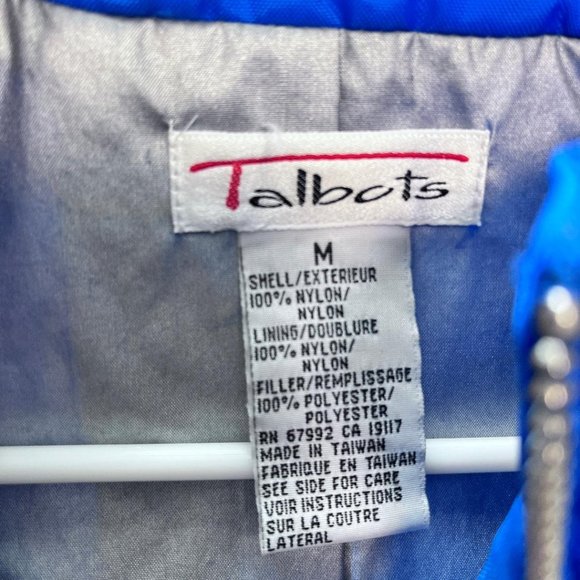 Talbots
M
SHELL/EXTERIEUR
100% NYLON/
NYLON
LINING/DOUBLURE
100% NYLON/
NYLON
FILLER/REMPLISSAGE
100% POLYESTER/
POLYESTER
RN 67992 CA 19117
MADE IN TAIWAN
FABRIQUE EN TAIWAN
SEE SIDE FOR CARE
VOIR INSTRUCTIONS
SUR LA COUTRE
LATERAL